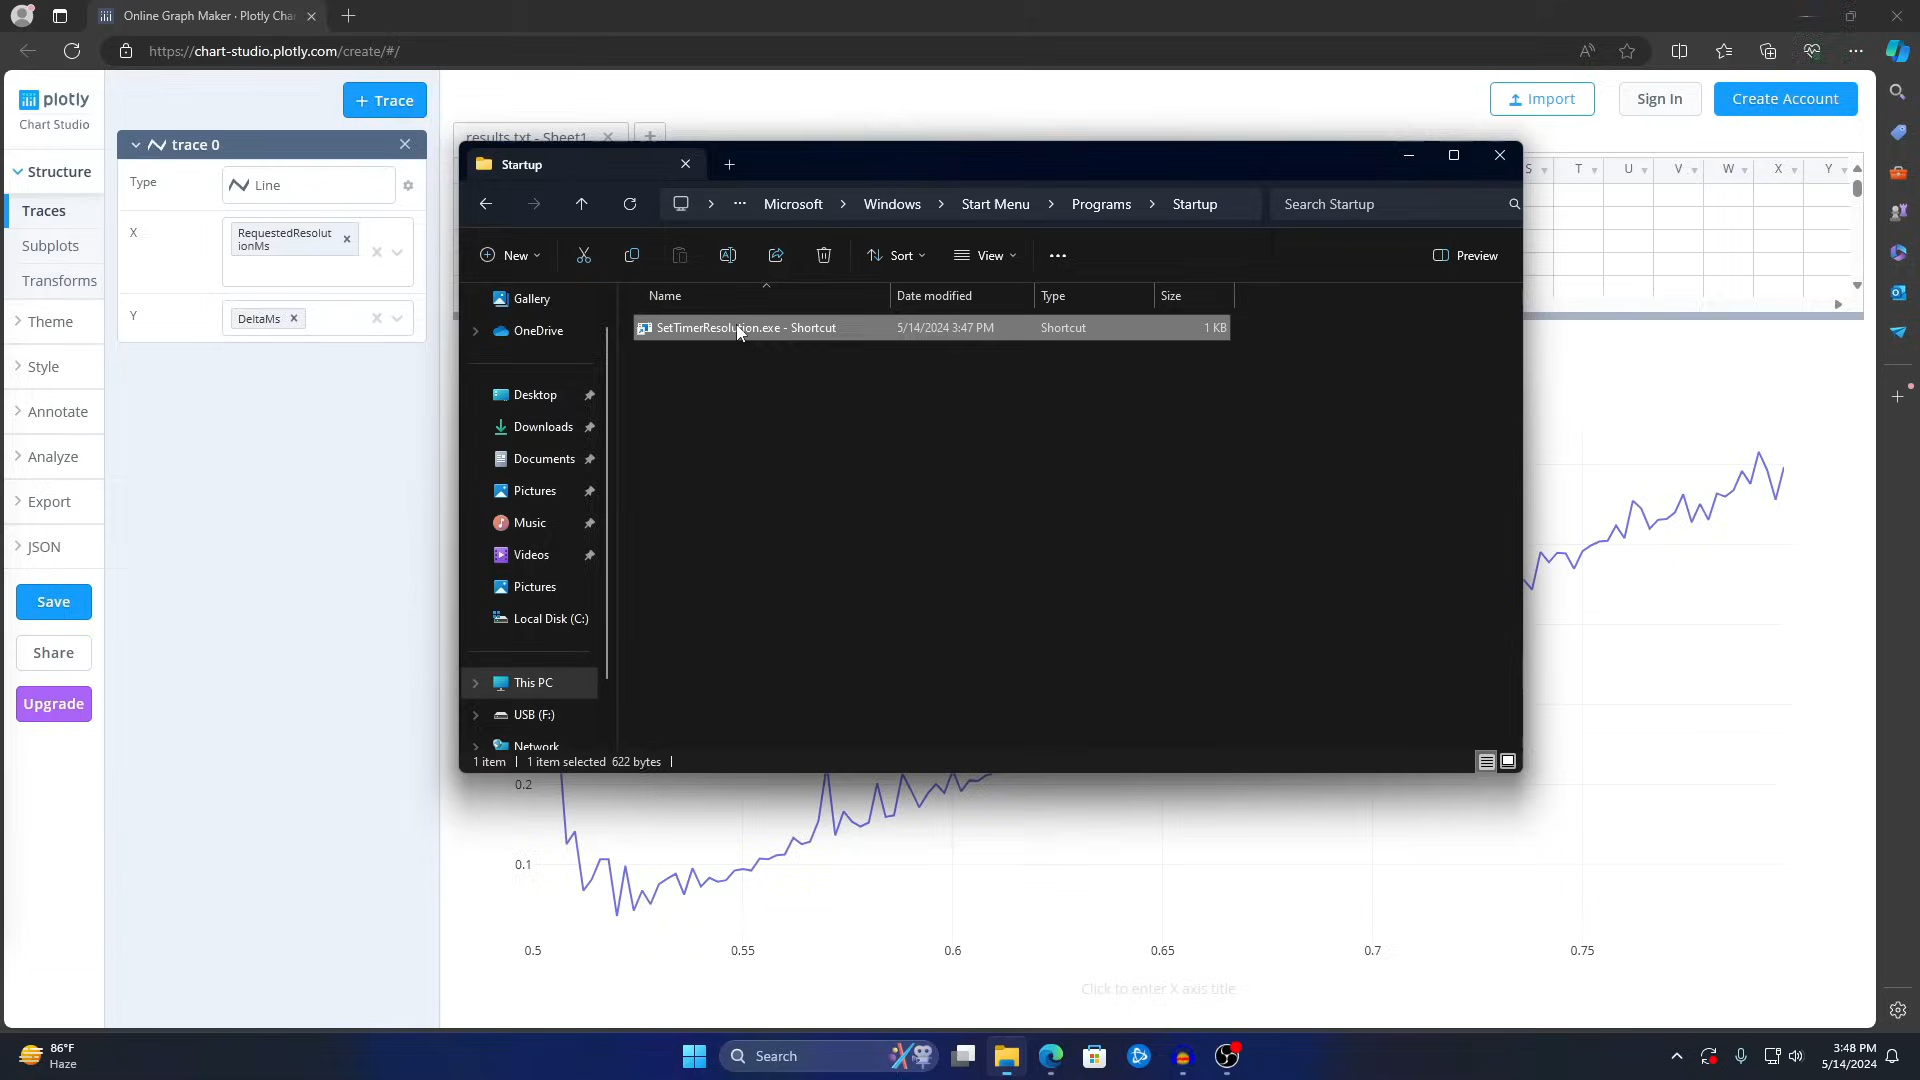 Online Graph Maker · Plotly Cha
https://chart-studio.plotly.com/create/#/
plotly
Chart Studio
Structure
Traces
Subplots
Transforms
Theme
Style
Annotate
Analyze
Export
JSON
Save
Share
Upgrade
+ Trace
trace 0
Type
Line
X
RequestedResolut
ionMs
Y
DeltaMs
Import
Sign In
Create Account
results.txt - Sheet1
S T U V W X Y
Startup
Microsoft
Windows
Start Menu
Programs
Startup
Search Startup
New
Sort
View
Preview
Name
Date modified
Type
Size
SetTimerResolution.exe - Shortcut
5/14/2024 3:47 PM
Shortcut
1 KB
Gallery
OneDrive
Desktop
Downloads
Documents
Pictures
Music
Videos
Pictures
Local Disk (C:)
This PC
USB (F:)
Network
1 item
1 item selected 622 bytes
0.2
0.1
0.5
0.55
0.6
0.65
0.7
0.75
Click to enter X axis title
86°F
Haze
Search
3:48 PM
5/14/2024